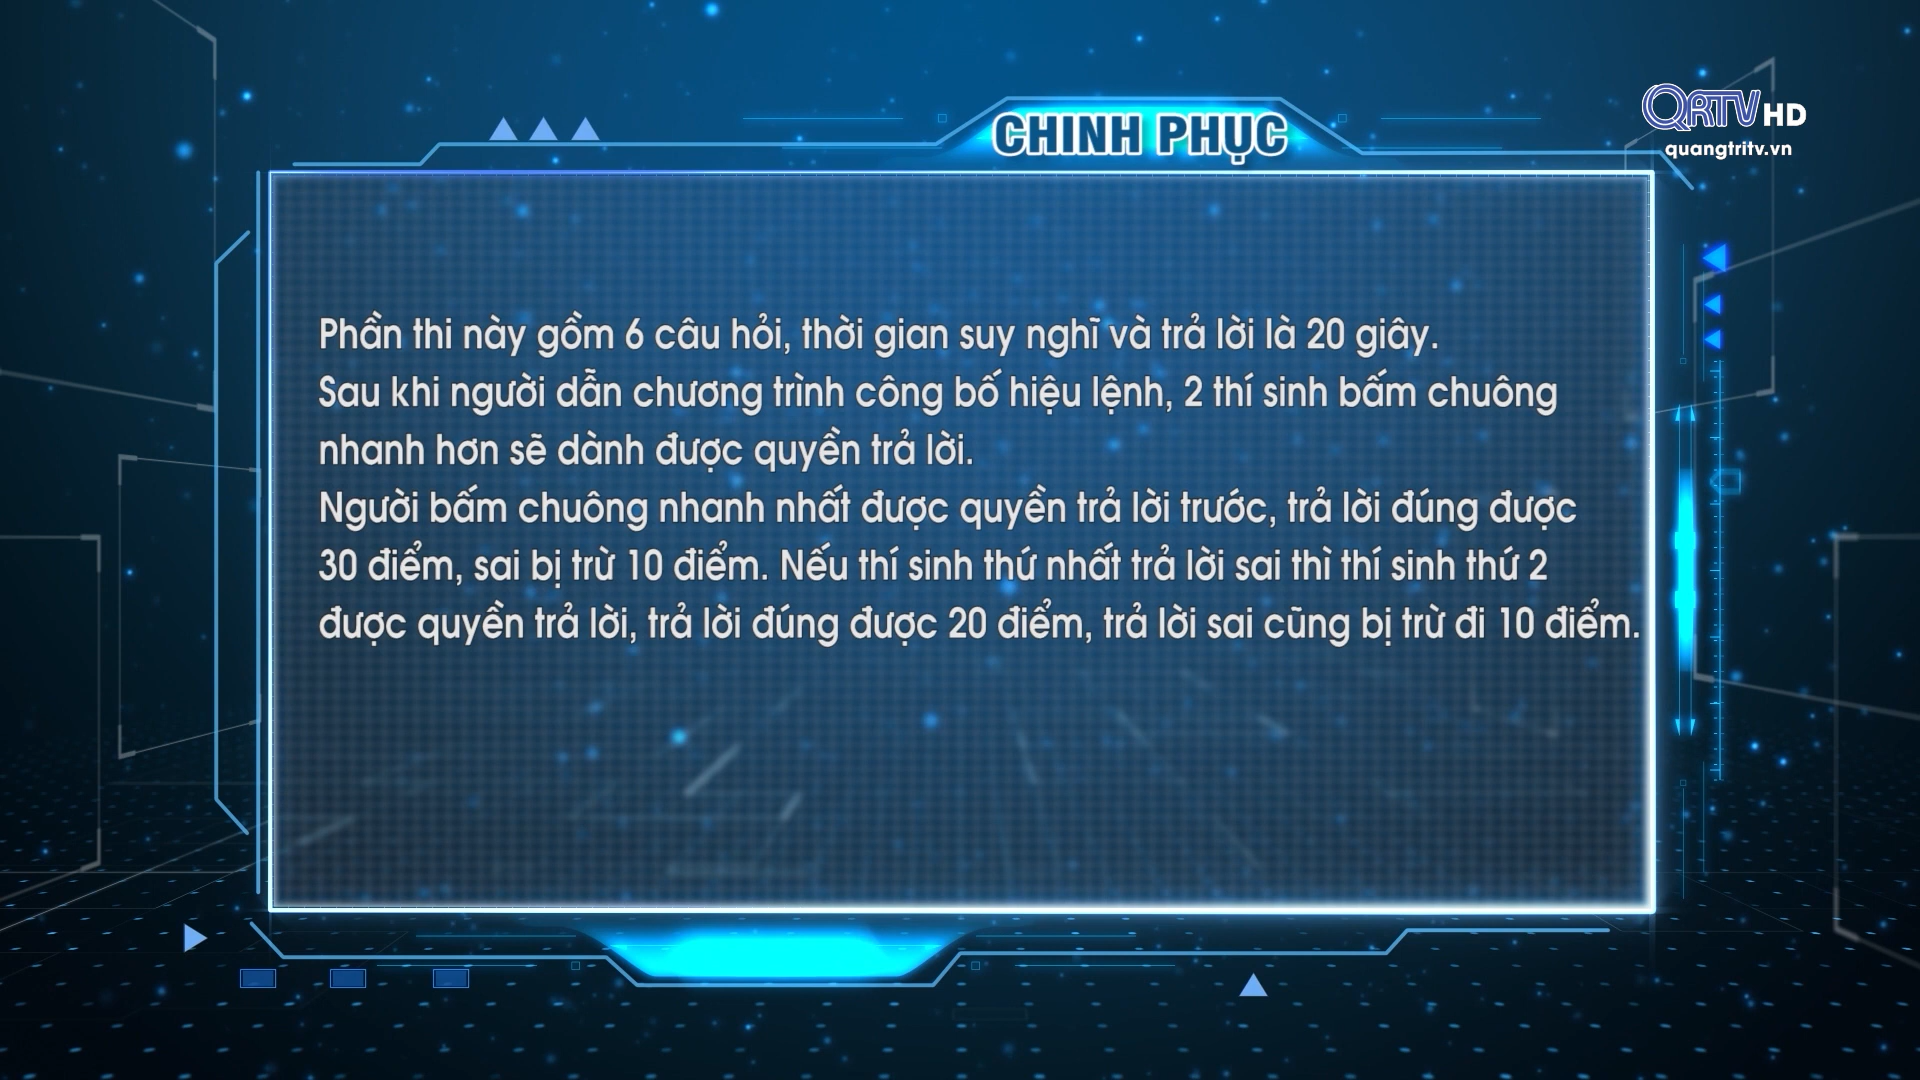 QRTV HD
quangtritv.vn
CHINH PHỤC
Phần thi này gồm 6 câu hỏi, thời gian suy nghĩ và trả lời là 20 giây.
Sau khi người dẫn chương trình công bố hiệu lệnh, 2 thí sinh bấm chuông
nhanh hơn sẽ dành được quyền trả lời.
Người bấm chuông nhanh nhất được quyền trả lời trước, trả lời đúng được
30 điểm, sai bị trừ 10 điểm. Nếu thí sinh thứ nhất trả lời sai thì thí sinh thứ 2
được quyền trả lời, trả lời đúng được 20 điểm, trả lời sai cũng bị trừ đi 10 điểm.